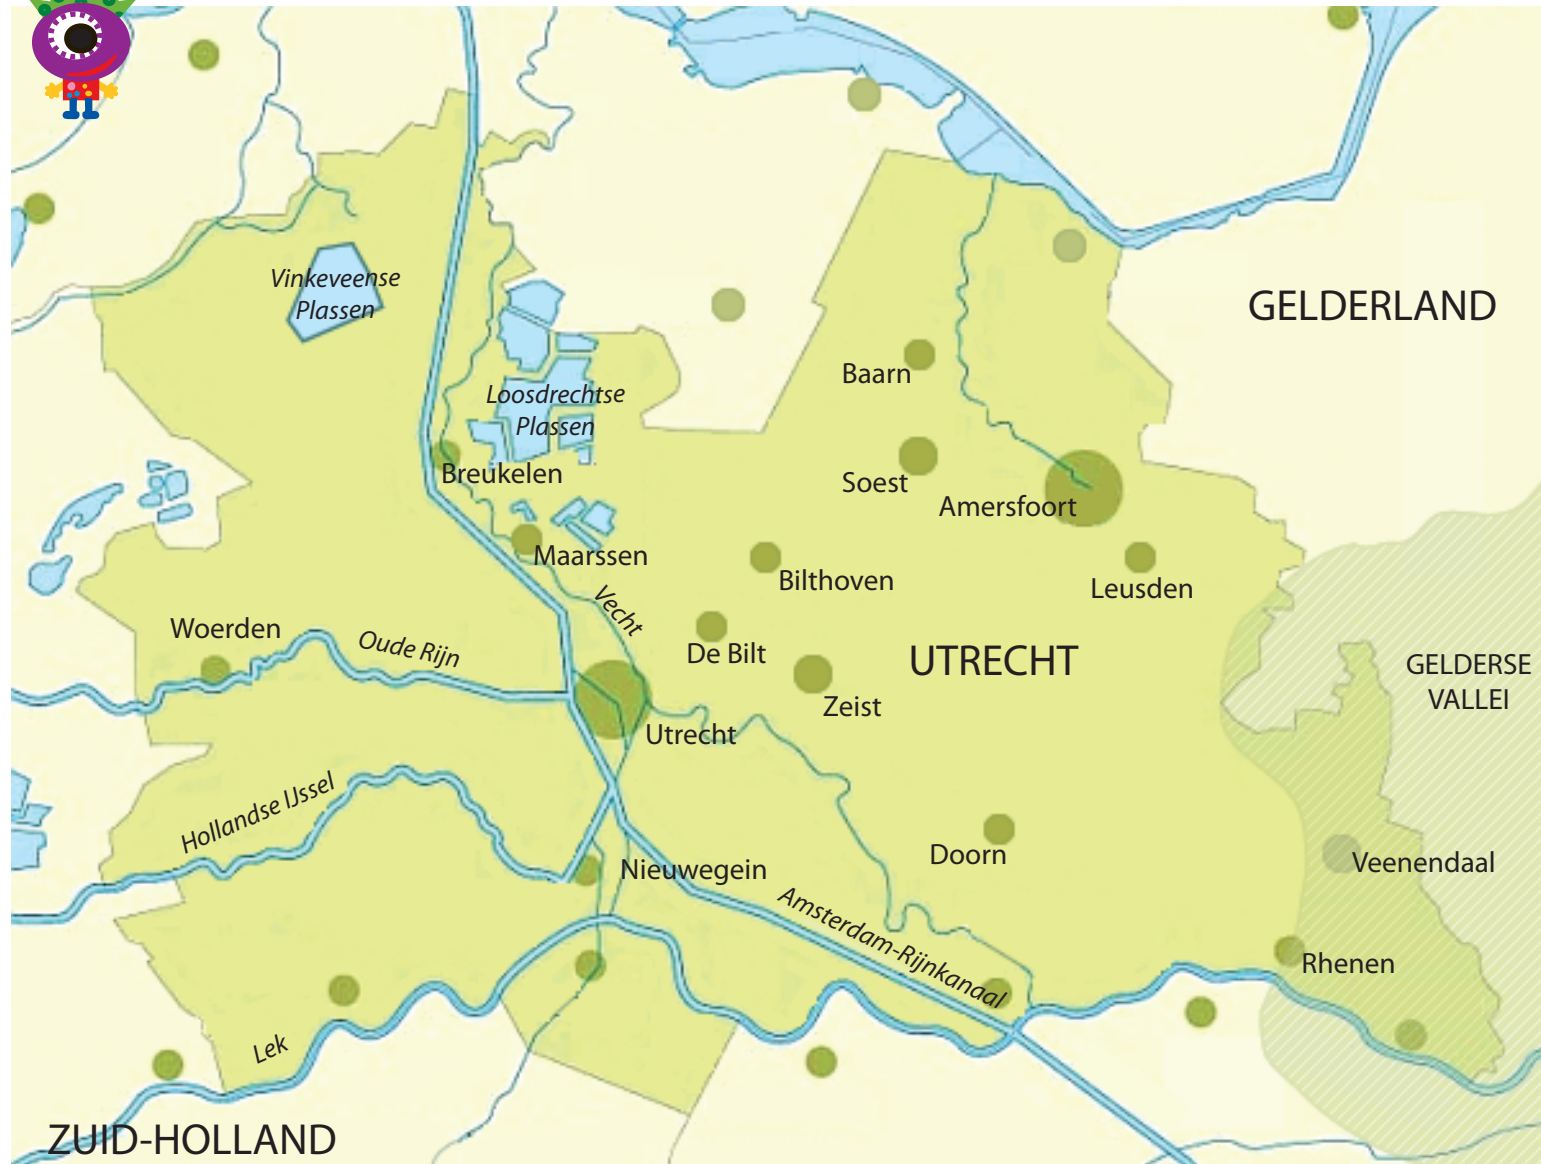 Vinkeveense
Plassen
GELDERLAND
Baarn
Loosdrechtse
Plassen
Breukelen
Soest
Amersfoort
Maarssen
Bilthoven
Leusden
Vecht
Woerden
Oude Rijn
De Bilt
UTRECHT
GELDERSE
VALLEI
Zeist
Utrecht
Hollandse IJssel
Nieuwegein
Doorn
Veenendaal
Amsterdam-Rijnkanaal
Rhenen
Lek
ZUID-HOLLAND